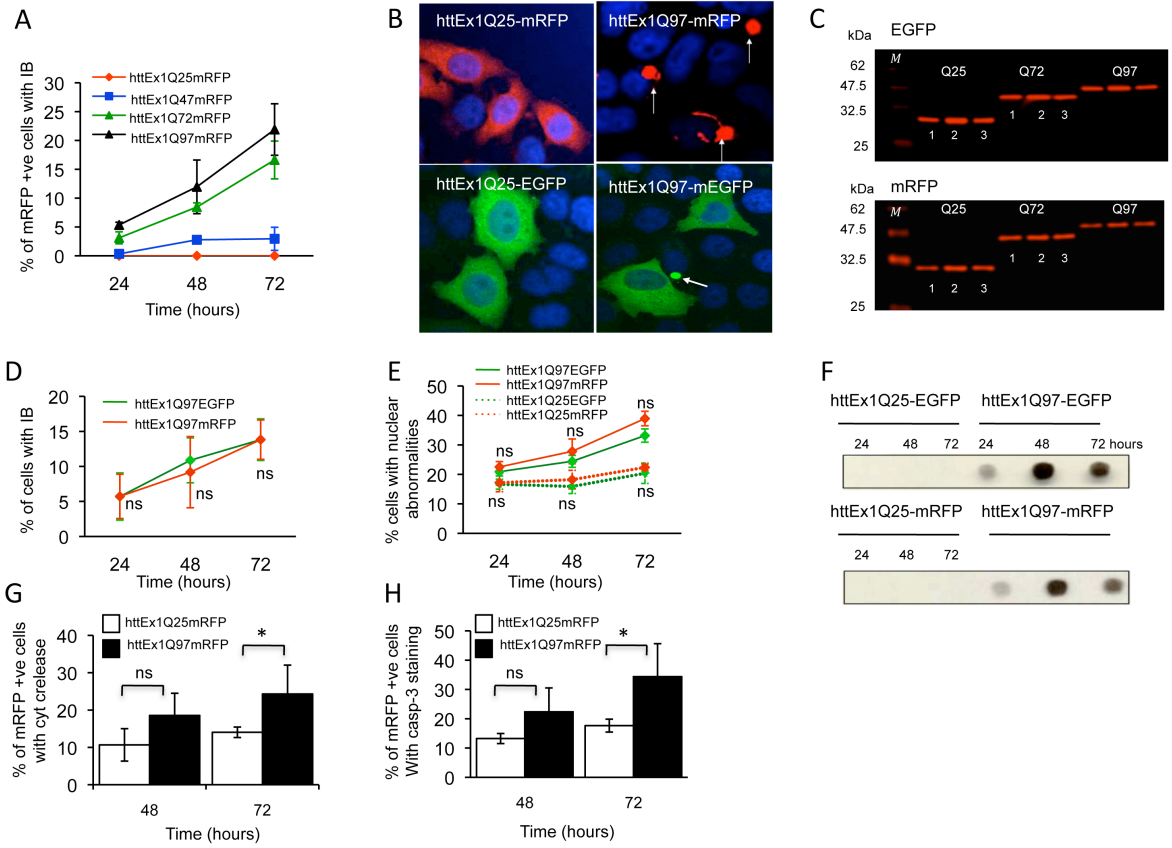 A
% of mRFP +ve cells with IB
30
25
20
15
10
5
0
httEx1Q25mRFP
httEx1Q47mRFP
httEx1Q72mRFP
httEx1Q97mRFP
24 48 72
Time (hours)
B
httEx1Q25-mRFP
httEx1Q97-mRFP
httEx1Q25-EGFP
httEx1Q97-mEGFP
C
kDa
EGFP
62
47.5
32.5
25
M
Q25
Q72
Q97
1 2 3
1 2 3
kDa
mRFP
62
47.5
32.5
25
M
Q25
Q72
Q97
1 2 3
1 2 3
D
% of cells with IB
20
15
10
5
0
httEx1Q97EGFP
httEx1Q97mRFP
ns
ns
ns
24 48 72
Time (hours)
E
% cells with nuclear
abnormalities
50
40
30
20
10
0
httEx1Q97EGFP
httEx1Q97mRFP
httEx1Q25EGFP
httEx1Q25mRFP
ns ns ns
ns ns ns
24 48 72
Time (hours)
F
httEx1Q25-EGFP httEx1Q97-EGFP
24 48 72 24 48 72 hours
httEx1Q25-mRFP httEx1Q97-mRFP
24 48 72
G
% of mRFP +ve cells
with cyt crelease
40
30
20
10
0
httEx1Q25mRFP
httEx1Q97mRFP
ns
*
48 72
Time (hours)
H
% of mRFP +ve cells
With casp-3 staining
50
40
30
20
10
0
httEx1Q25mRFP
httEx1Q97mRFP
ns
*
48 72
Time (hours)